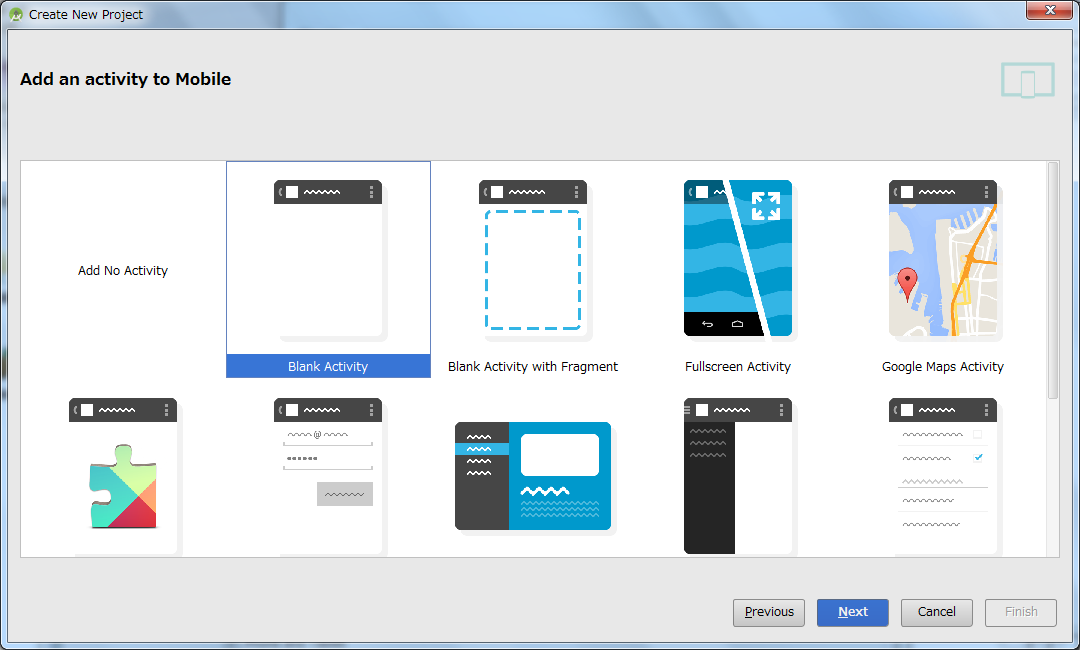 Create New Project
Add an activity to Mobile
Add No Activity
Blank Activity
Blank Activity with Fragment
Fullscreen Activity
Google Maps Activity
Previous
Next
Cancel
Finish